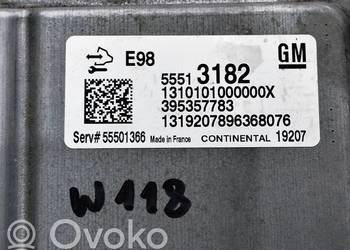 E98
GM
5551 3182
1310101000000X
395357783
1319207896368076
Serv# 55501366 Made in France CONTINENTAL 19207
W118
Ovoko